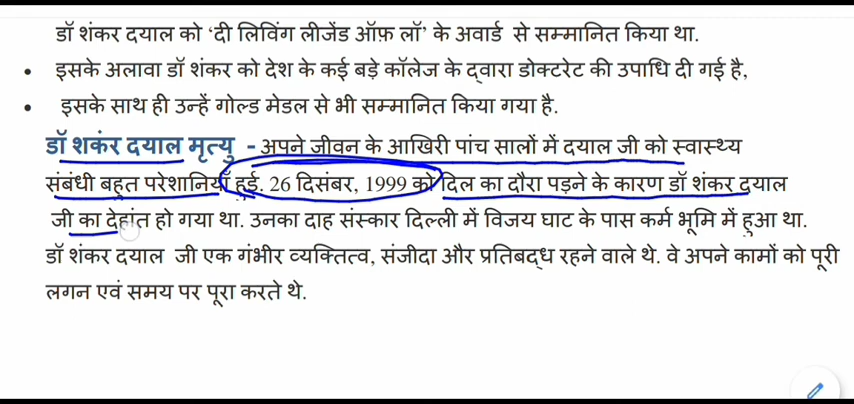 डॉ शंकर दयाल को ‘दी लिविंग लीजेंड ऑफ़ लॉ’ के अवार्ड से सम्मानित किया था.
• इसके अलावा डॉ शंकर को देश के कई बड़े कॉलेज के द्वारा डोक्टरेट की उपाधि दी गई है,
• इसके साथ ही उन्हें गोल्ड मेडल से भी सम्मानित किया गया है.
डॉ शकंर दयाल मृत्यु - अपने जीवन के आखिरी पांच सालों में दयाल जी को स्वास्थ्य
संबंधी बहुत परेशानियाँ हुई. 26 दिसंबर, 1999 को दिल का दौरा पड़ने के कारण डॉ शंकर दयाल
जी का देहांत हो गया था. उनका दाह संस्कार दिल्ली में विजय घाट के पास कर्म भूमि में हुआ था.
डॉ शंकर दयाल जी एक गंभीर व्यक्तित्व, संजीदा और प्रतिबद्ध रहने वाले थे. वे अपने कामों को पूरी
लगन एवं समय पर पूरा करते थे.